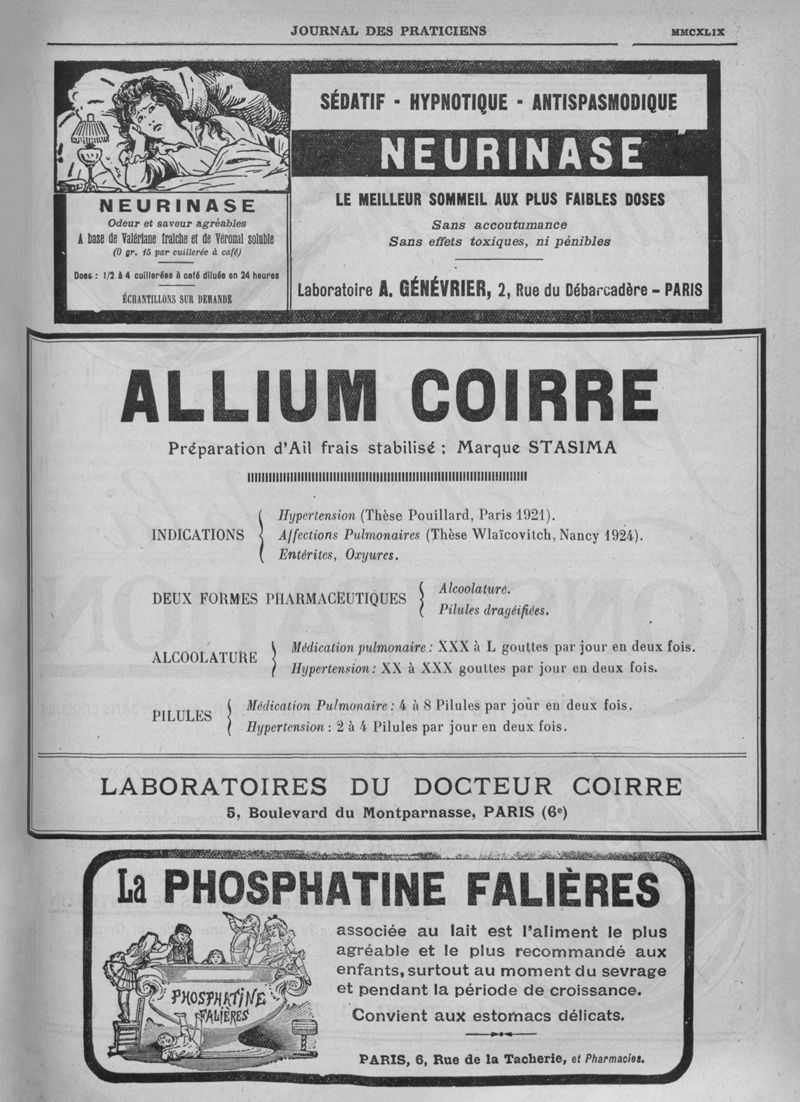 JOURNAL DES PRATICIENS
MMCXLIX
NEURINASE
Odeur et saveur agréables
A base de Valériane fraîche et de Véronal soluble
(0 gr. 15 par cuillerée à café)
Dose : 1/2 à 4 cuillerées à café diluée en 24 heures
ÉCHANTILLONS SUR DEMANDE
SÉDATIF - HYPNOTIQUE - ANTISPASMODIQUE
NEURINASE
LE MEILLEUR SOMMEIL AUX PLUS FAIBLES DOSES
Sans accoutumance
Sans effets toxiques, ni pénibles
Laboratoire A. GÉNÉVRIER, 2, Rue du Débarcadère - PARIS
ALLIUM COIRRE
Préparation d'Ail frais stabilisé : Marque STASIMA
INDICATIONS
Hypertension (Thèse Pouillard, Paris 1921).
Affections Pulmonaires (Thèse Wlaïcovitch, Nancy 1924).
Entérites, Oxyures.
DEUX FORMES PHARMACEUTIQUES
Alcoolature.
Pilules dragéifiées.
ALCOOLATURE
Médication pulmonaire : XXX à L gouttes par jour en deux fois.
Hypertension : XX à XXX gouttes par jour en deux fois.
PILULES
Médication Pulmonaire : 4 à 8 Pilules par jour en deux fois.
Hypertension : 2 à 4 Pilules par jour en deux fois.
LABORATOIRES DU DOCTEUR COIRRE
5, Boulevard du Montparnasse, PARIS (6e)
La PHOSPHATINE FALIÈRES
PHOSPHATINE
FALIÈRES
associée au lait est l'aliment le plus
agréable et le plus recommandé aux
enfants, surtout au moment du sevrage
et pendant la période de croissance.
Convient aux estomacs délicats.
PARIS, 6, Rue de la Tacherie, et Pharmacies.